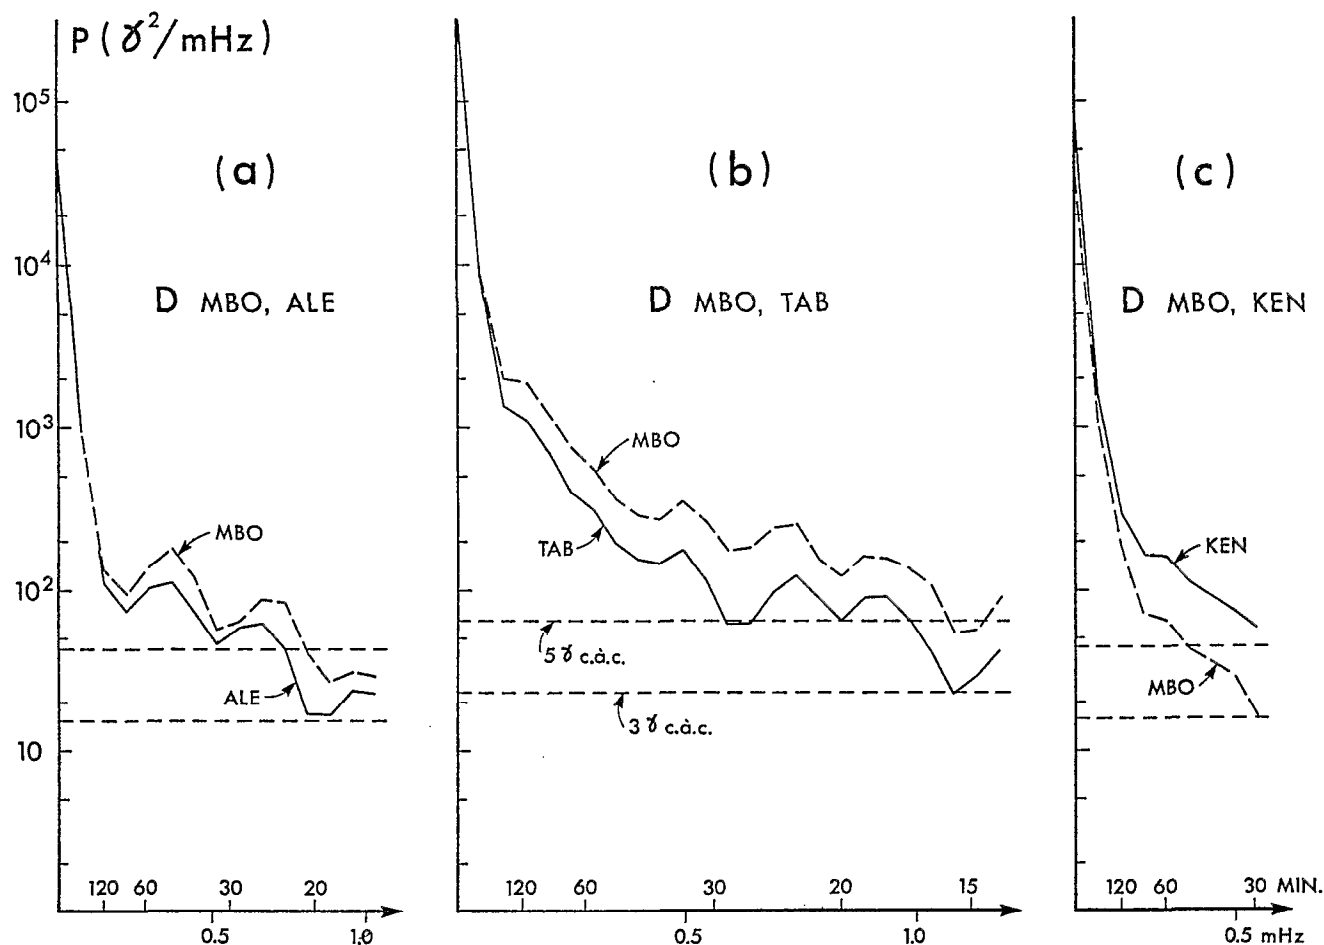 P (γ²/mHz)
10⁵
10⁴
10³
10²
10
(a)
D MBO, ALE
MBO
ALE
120 60 30 20
0.5 1.0
(b)
D MBO, TAB
MBO
TAB
5 γ c.à.c.
3 γ c.à.c.
120 60 30 20 15
0.5 1.0
(c)
D MBO, KEN
KEN
MBO
120 60 30 MIN.
0.5 mHz